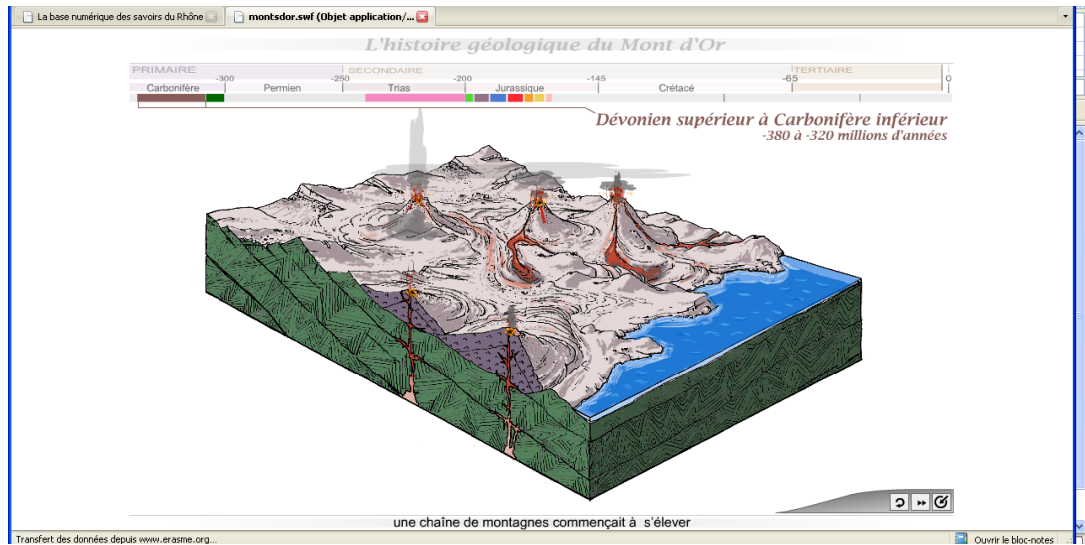 La base numérique des savoirs du Rhône
montsdor.swf (Objet application/...
L'histoire géologique du Mont d'Or
PRIMAIRE SECONDAIRE TERTIAIRE
-300 -250 -200 -145 -65 0
Carbonifère Permien Trias Jurassique Crétacé
Dévonien supérieur à Carbonifère inférieur
-380 à -320 millions d'années
une chaîne de montagnes commençait à s'élever
Transfert des données depuis www.erasme.org... Ouvrir le bloc-notes